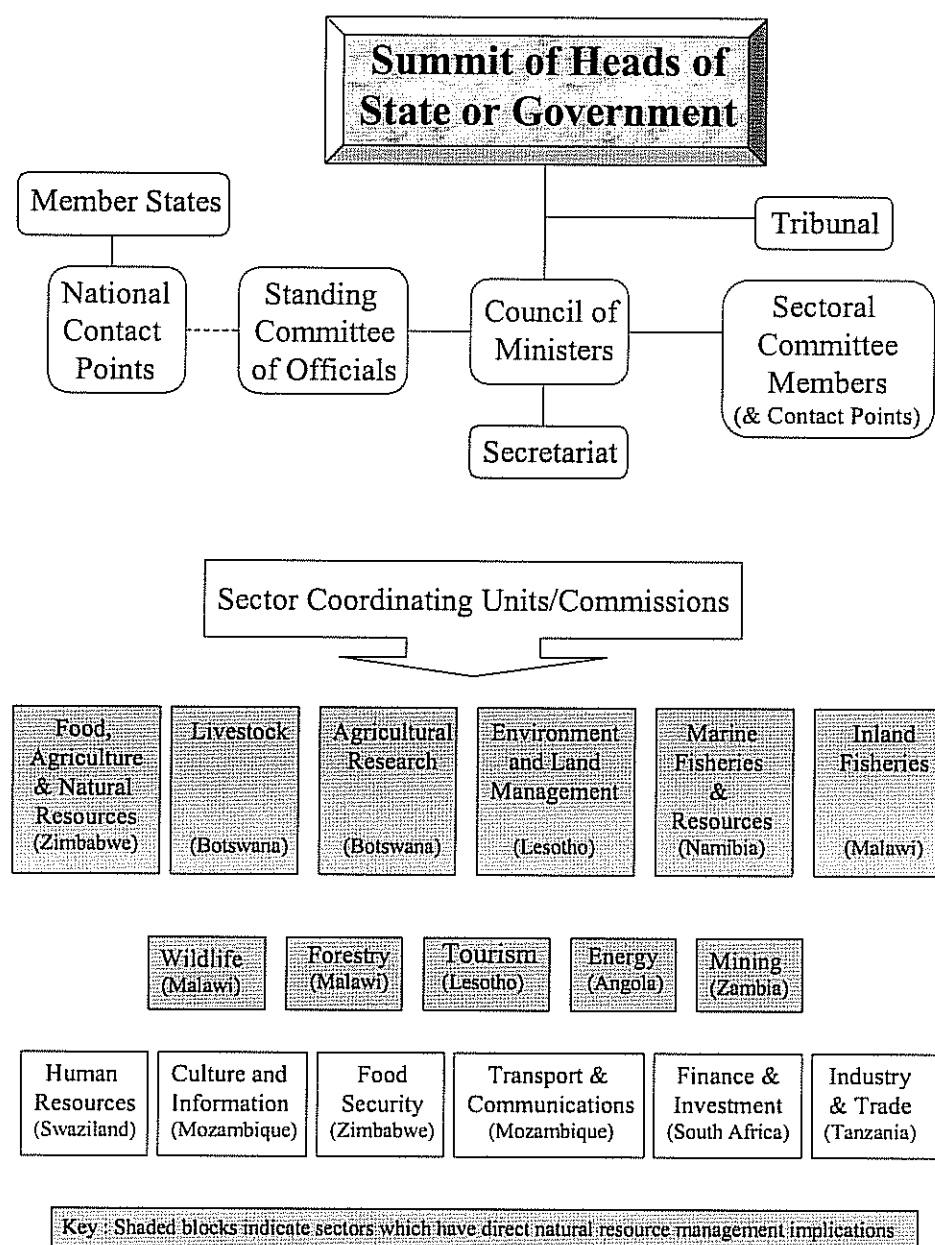 Summit of Heads of
State or Government
Member States
Tribunal
National
Contact
Points
Standing
Committee
of Officials
Council of
Ministers
Sectoral
Committee
Members
(& Contact Points)
Secretariat
Sector Coordinating Units/Commissions
Food,
Agriculture
& Natural
Resources
(Zimbabwe)
Livestock
(Botswana)
Agricultural
Research
(Botswana)
Environment
and Land
Management
(Lesotho)
Marine
Fisheries
&
Resources
(Namibia)
Inland
Fisheries
(Malawi)
Wildlife
(Malawi)
Forestry
(Malawi)
Tourism
(Lesotho)
Energy
(Angola)
Mining
(Zambia)
Human
Resources
(Swaziland)
Culture and
Information
(Mozambique)
Food
Security
(Zimbabwe)
Transport &
Communications
(Mozambique)
Finance &
Investment
(South Africa)
Industry
& Trade
(Tanzania)
Key : Shaded blocks indicate sectors which have direct natural resource management implications